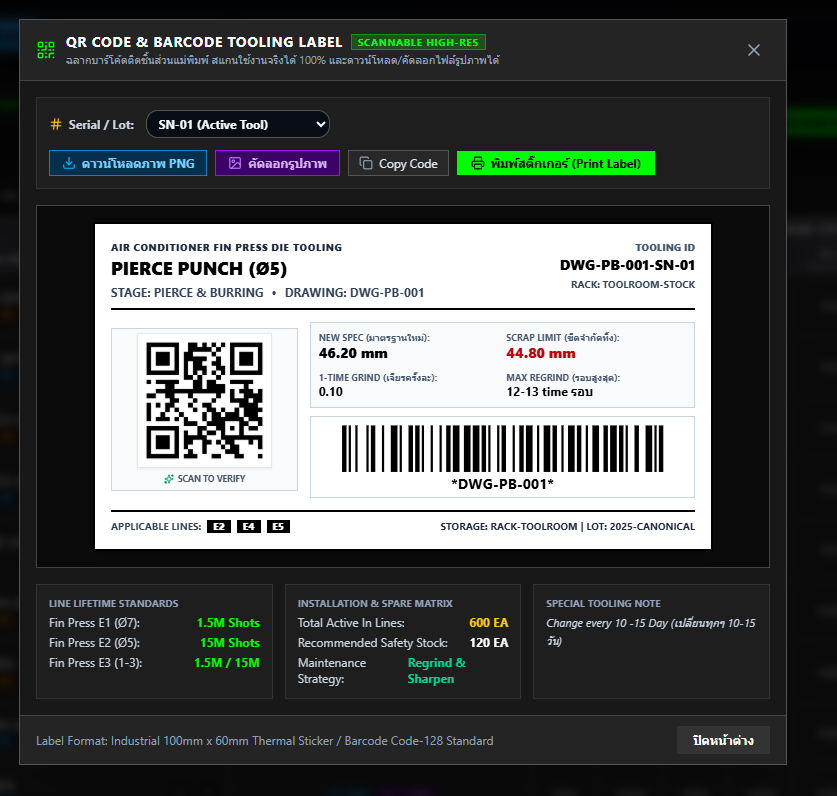 QR CODE & BARCODE TOOLING LABEL SCANNABLE HIGH-RES
ฉลากบาร์โค้ดติดชิ้นส่วนแม่พิมพ์ สแกนใช้งานจริงได้ 100% และดาวน์โหลด/คัดลอกไฟล์รูปภาพได้
# Serial / Lot: SN-01 (Active Tool)
ดาวน์โหลดภาพ PNG คัดลอกรูปภาพ Copy Code พิมพ์สติ๊กเกอร์ (Print Label)
AIR CONDITIONER FIN PRESS DIE TOOLING
PIERCE PUNCH (Ø5)
STAGE: PIERCE & BURRING • DRAWING: DWG-PB-001
TOOLING ID
DWG-PB-001-SN-01
RACK: TOOLROOM-STOCK
SCAN TO VERIFY
NEW SPEC (มาตรฐานใหม่):
46.20 mm
SCRAP LIMIT (ขีดจำกัดทิ้ง):
44.80 mm
1-TIME GRIND (เจียรครั้งละ):
0.10
MAX REGRIND (รอบสูงสุด):
12-13 time รอบ
*DWG-PB-001*
APPLICABLE LINES: E2 E4 E5
STORAGE: RACK-TOOLROOM | LOT: 2025-CANONICAL
LINE LIFETIME STANDARDS
Fin Press E1 (Ø7): 1.5M Shots
Fin Press E2 (Ø5): 15M Shots
Fin Press E3 (1-3): 1.5M / 15M
INSTALLATION & SPARE MATRIX
Total Active In Lines: 600 EA
Recommended Safety Stock: 120 EA
Maintenance Regrind &
Strategy: Sharpen
SPECIAL TOOLING NOTE
Change every 10 -15 Day (เปลี่ยนทุกๆ 10-15
วัน)
Label Format: Industrial 100mm x 60mm Thermal Sticker / Barcode Code-128 Standard
ปิดหน้าต่าง